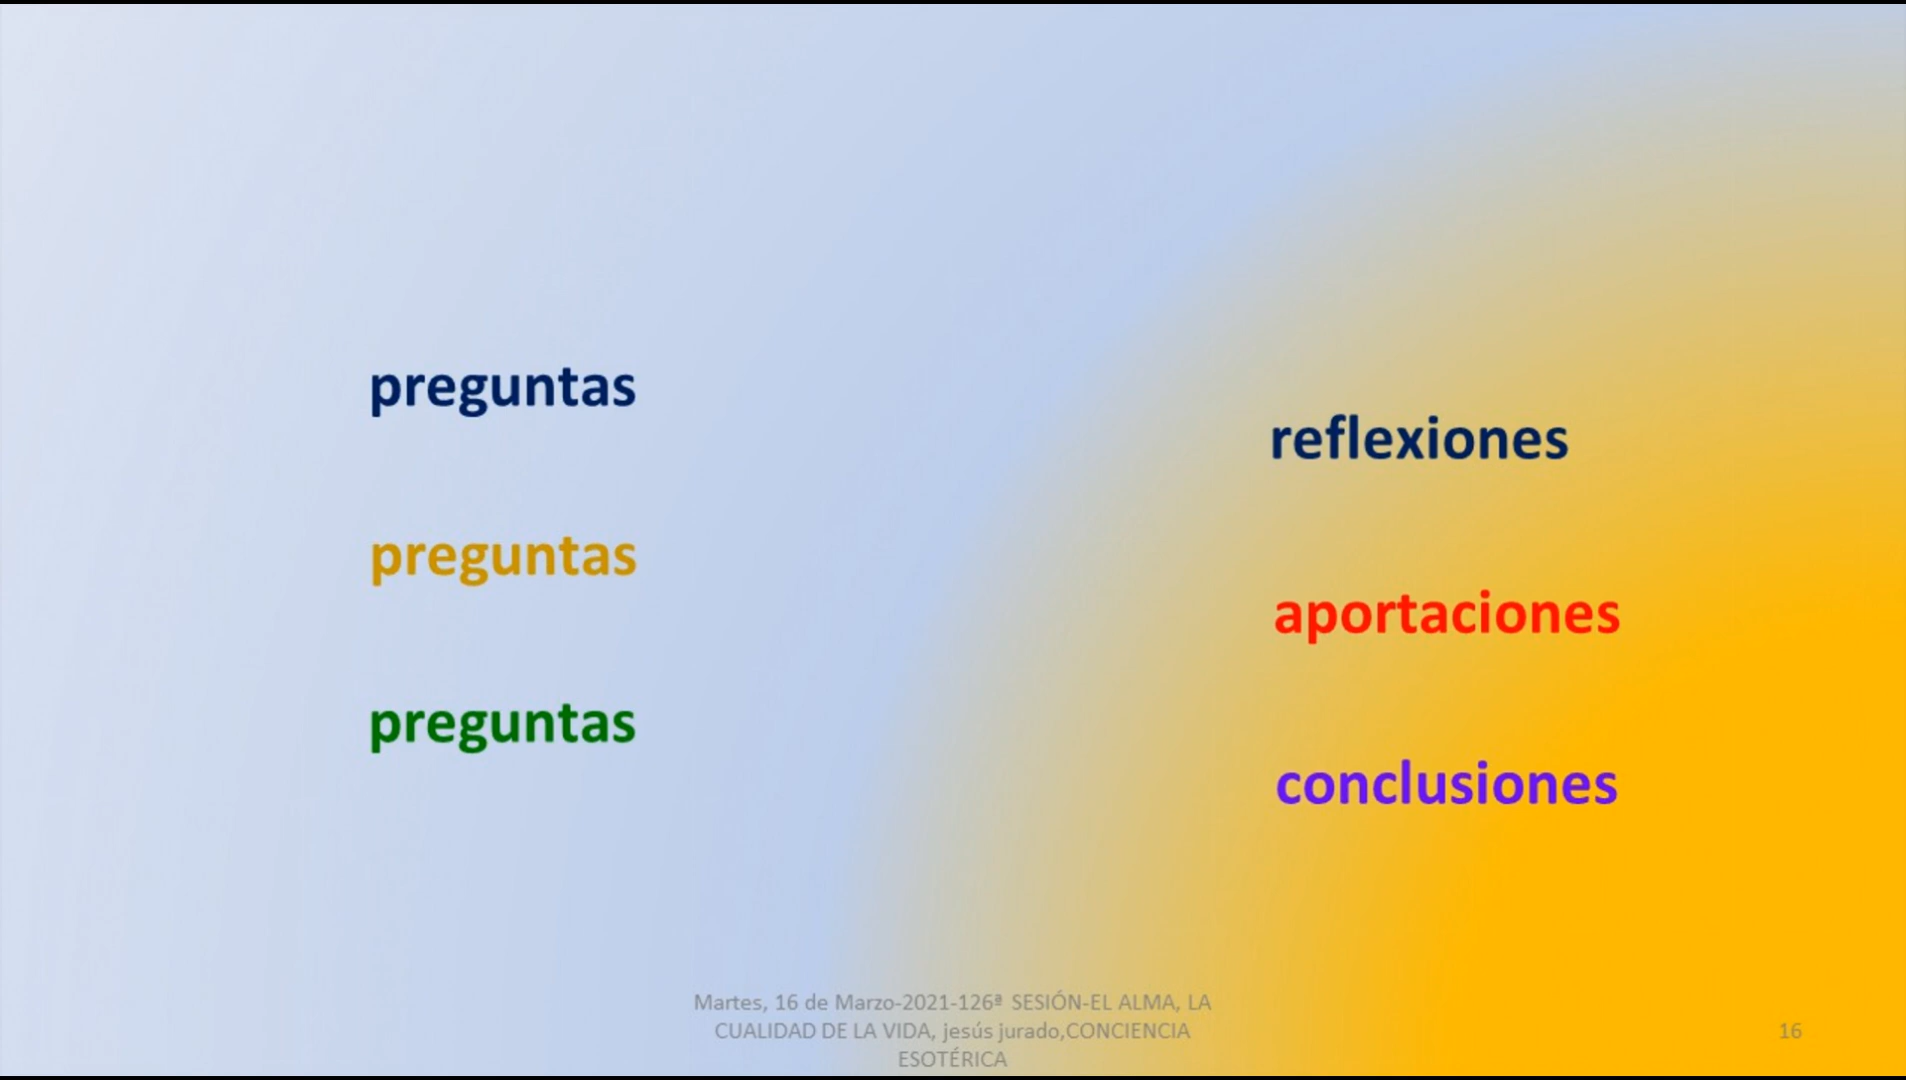 preguntas
preguntas
preguntas
reflexiones
aportaciones
conclusiones
Martes, 16 de Marzo-2021-126ª SESIÓN-EL ALMA, LA
CUALIDAD DE LA VIDA, jesús jurado,CONCIENCIA
ESOTÉRICA
16